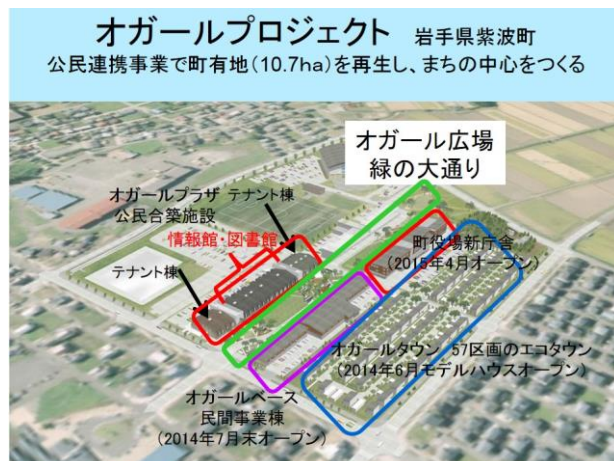 オガールプロジェクト 岩手県紫波町
公民連携事業で町有地(10.7ha)を再生し、まちの中心をつくる
オガール広場
緑の大通り
オガールプラザ テナント棟
公民合築施設
情報館・図書館
テナント棟
町役場新庁舎
(2015年4月オープン)
オガールタウン 57区画のエコタウン
(2014年6月モデルハウスオープン)
オガールベース
民間事業棟
(2014年7月末オープン)